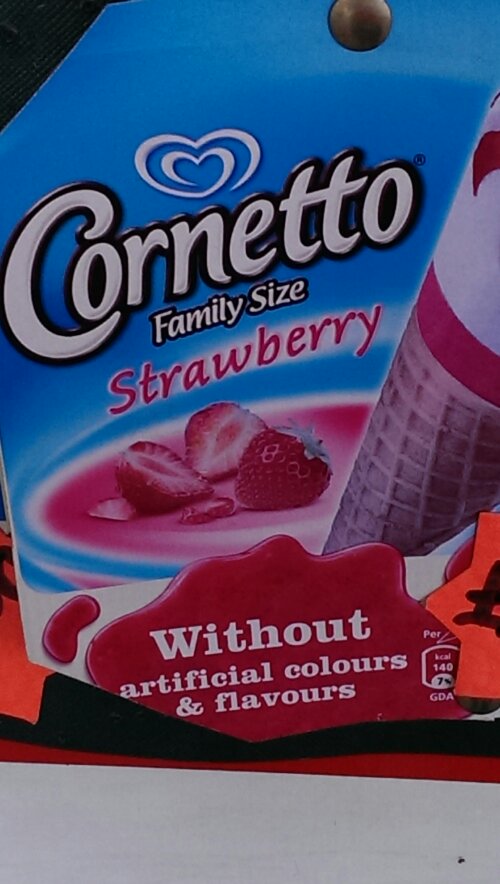 Cornetto®
Family Size
Strawberry
Without
artificial colours
& flavours
Per
kcal
140
7%
GDA